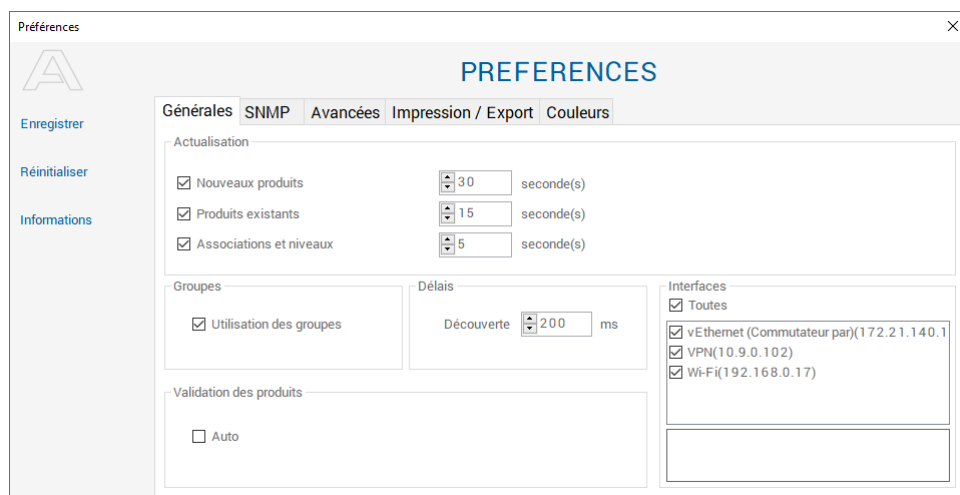 Préférences
PREFERENCES
Enregistrer
Réinitialiser
Informations
Générales SNMP Avancées Impression / Export Couleurs
Actualisation
Nouveaux produits 30 seconde(s)
Produits existants 15 seconde(s)
Associations et niveaux 5 seconde(s)
Groupes
Utilisation des groupes
Délais
Découverte 200 ms
Interfaces
Toutes
vEthernet (Commutateur par)(172.21.140.1
VPN(10.9.0.102)
Wi-Fi(192.168.0.17)
Validation des produits
Auto